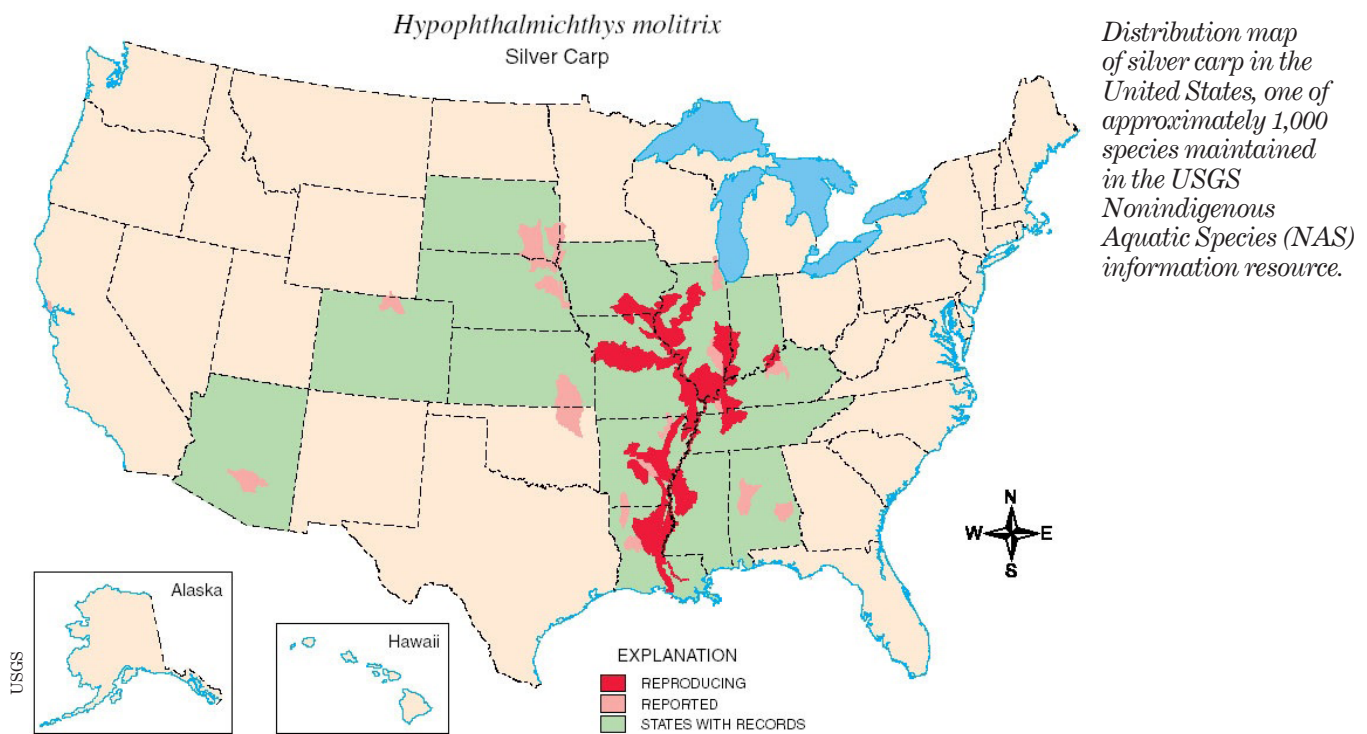 Hypophthalmichthys molitrix
Silver Carp
Distribution map
of silver carp in the
United States, one of
approximately 1,000
species maintained
in the USGS
Nonindigenous
Aquatic Species (NAS)
information resource.
N
W E
S
Alaska
Hawaii
USGS
EXPLANATION
REPRODUCING
REPORTED
STATES WITH RECORDS